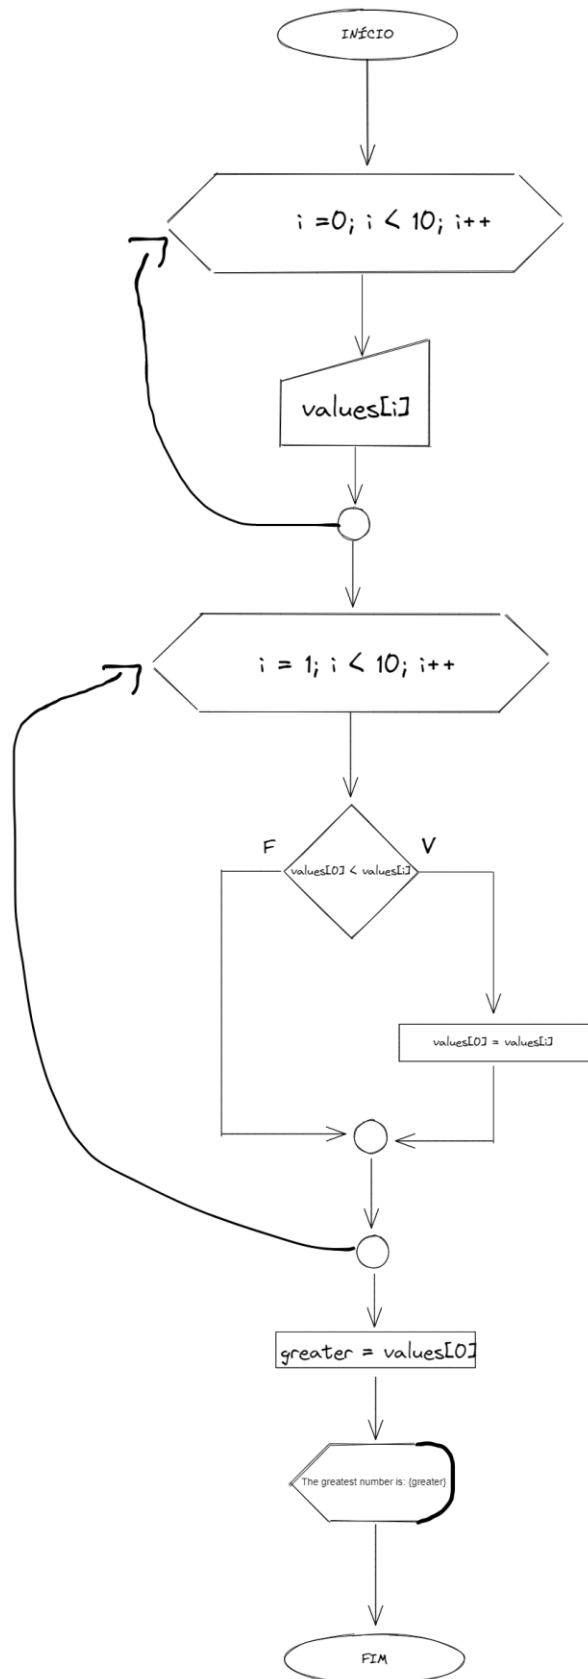 INÍCIO
i =0; i < 10; i++
values[i]
i = 1; i < 10; i++
F
V
values[0] < values[i]
values[0] = values[i]
greater = values[0]
The greatest number is: {greater}
FIM